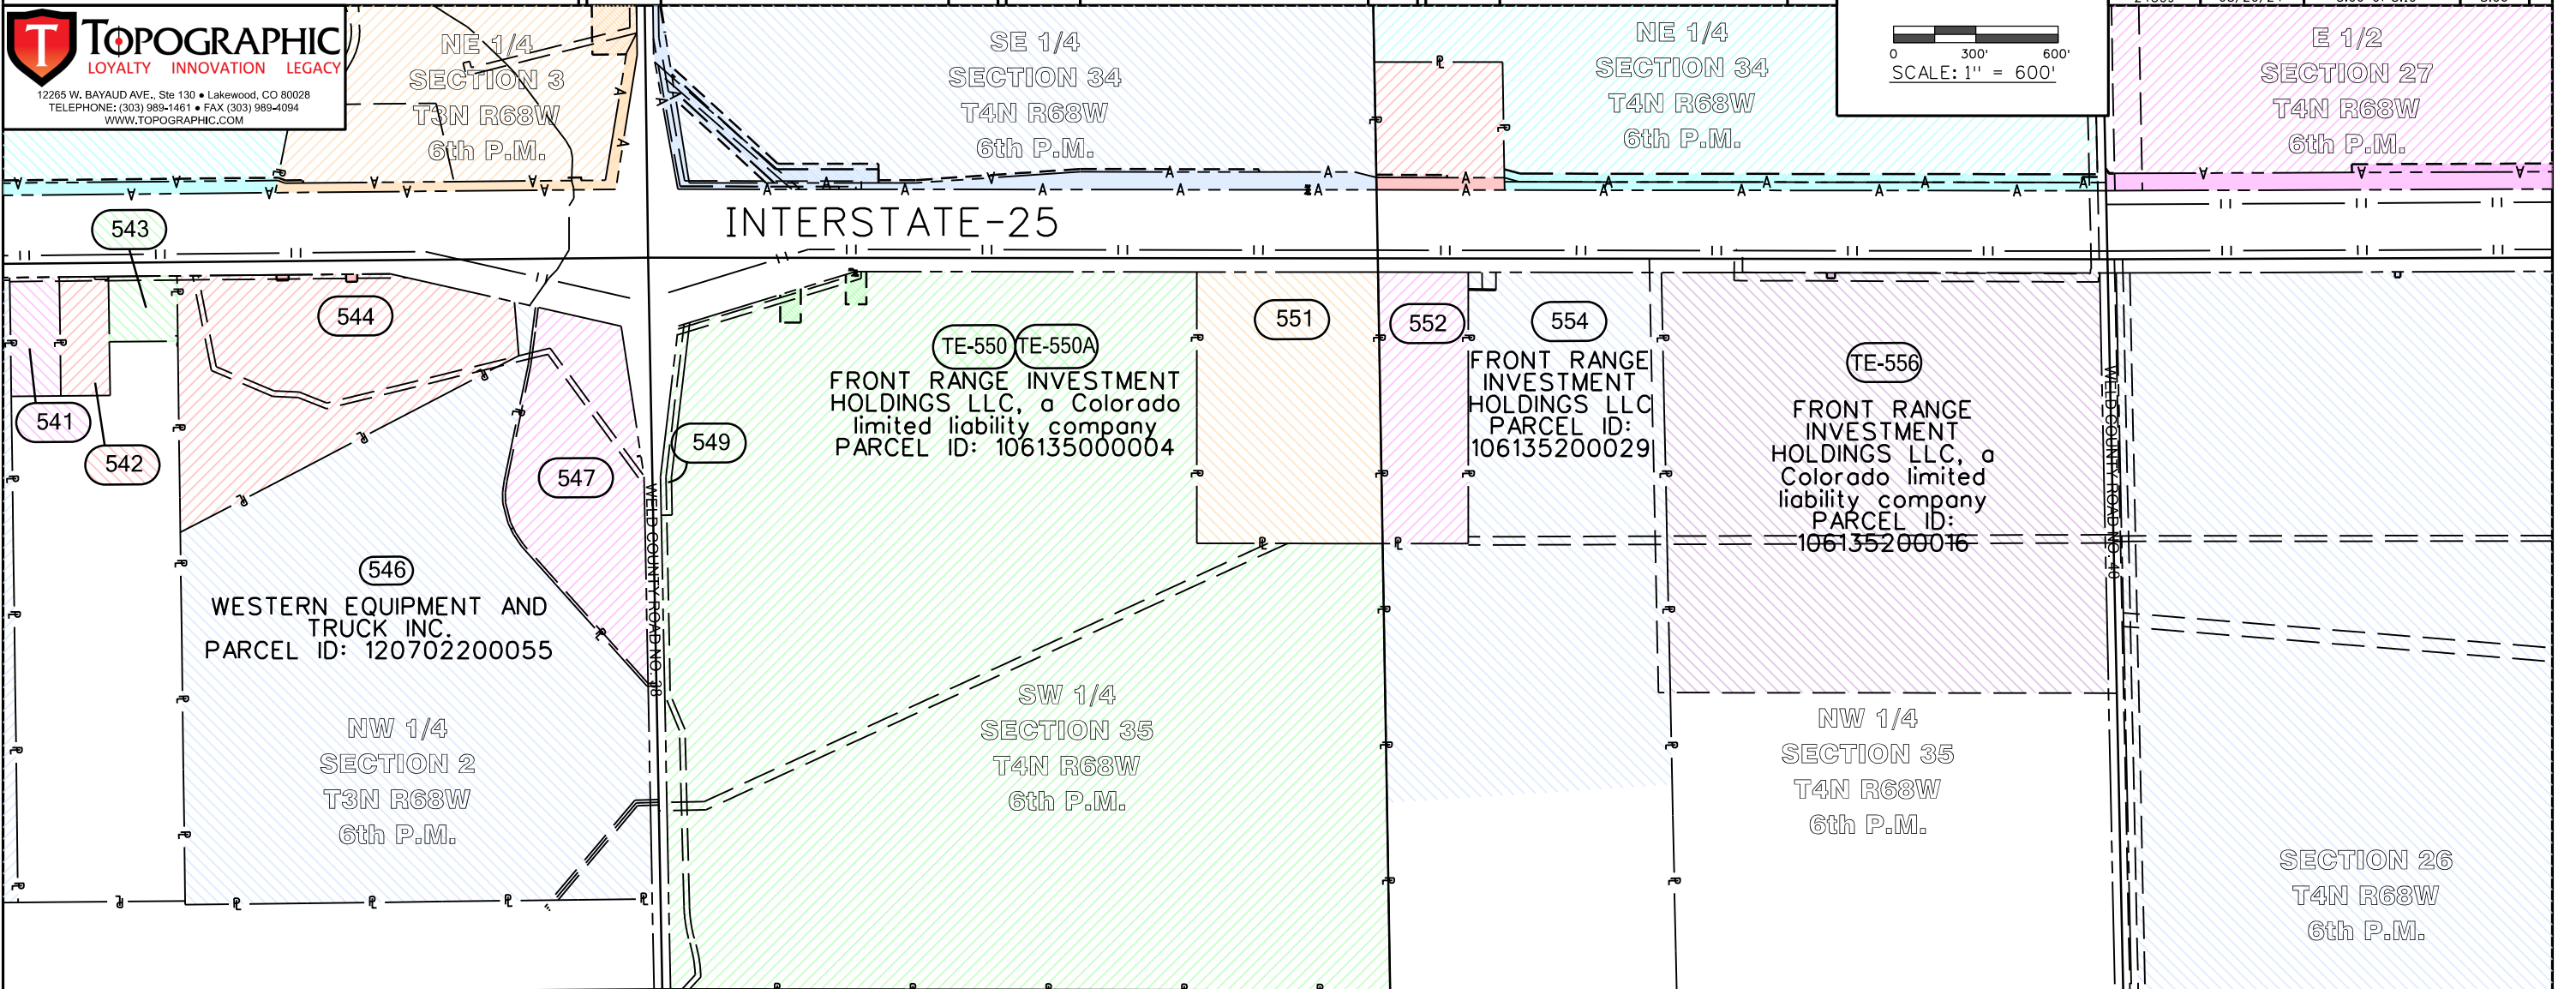 TOPOGRAPHIC
LOYALTY INNOVATION LEGACY
12265 W. BAYAUD AVE., Ste 130 • Lakewood, CO 80028
TELEPHONE: (303) 989-1461 • FAX (303) 989-4094
WWW.TOPOGRAPHIC.COM
NE 1/4
SECTION 3
T3N R68W
6th P.M.
SE 1/4
SECTION 34
T4N R68W
6th P.M.
NE 1/4
SECTION 34
T4N R68W
6th P.M.
0 300' 600'
SCALE: 1" = 600'
E 1/2
SECTION 27
T4N R68W
6th P.M.
INTERSTATE-25
543
544
541
542
547
549
546
WESTERN EQUIPMENT AND
TRUCK INC.
PARCEL ID: 120702200055
NW 1/4
SECTION 2
T3N R68W
6th P.M.
WELD COUNTY ROAD NO. 38
TE-550 TE-550A
FRONT RANGE INVESTMENT
HOLDINGS LLC, a Colorado
limited liability company
PARCEL ID: 106135000004
SW 1/4
SECTION 35
T4N R68W
6th P.M.
551
552
554
FRONT RANGE
INVESTMENT
HOLDINGS LLC
PARCEL ID:
106135200029
TE-556
FRONT RANGE
INVESTMENT
HOLDINGS LLC, a
Colorado limited
liability company
PARCEL ID:
106135200016
NW 1/4
SECTION 35
T4N R68W
6th P.M.
WELD COUNTY ROAD NO. 40
SECTION 26
T4N R68W
6th P.M.